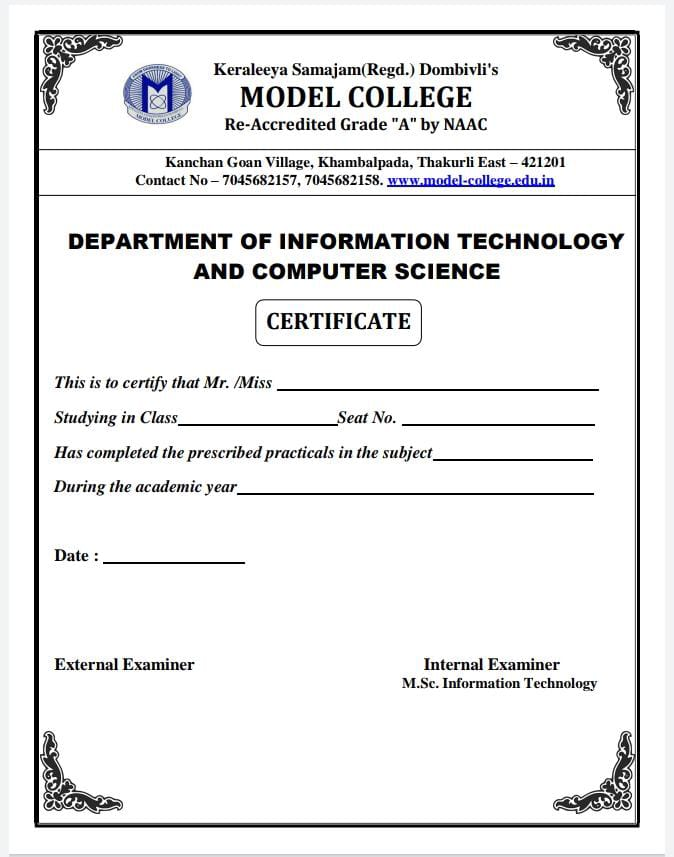 Keraleeya Samajam(Regd.) Dombivli's
MODEL COLLEGE
Re-Accredited Grade "A" by NAAC
MODEL COLLEGE
Kanchan Goan Village, Khambalpada, Thakurli East – 421201
Contact No – 7045682157, 7045682158. www.model-college.edu.in
DEPARTMENT OF INFORMATION TECHNOLOGY
AND COMPUTER SCIENCE
CERTIFICATE
This is to certify that Mr. /Miss
Studying in Class Seat No.
Has completed the prescribed practicals in the subject
During the academic year
Date :
External Examiner Internal Examiner
M.Sc. Information Technology